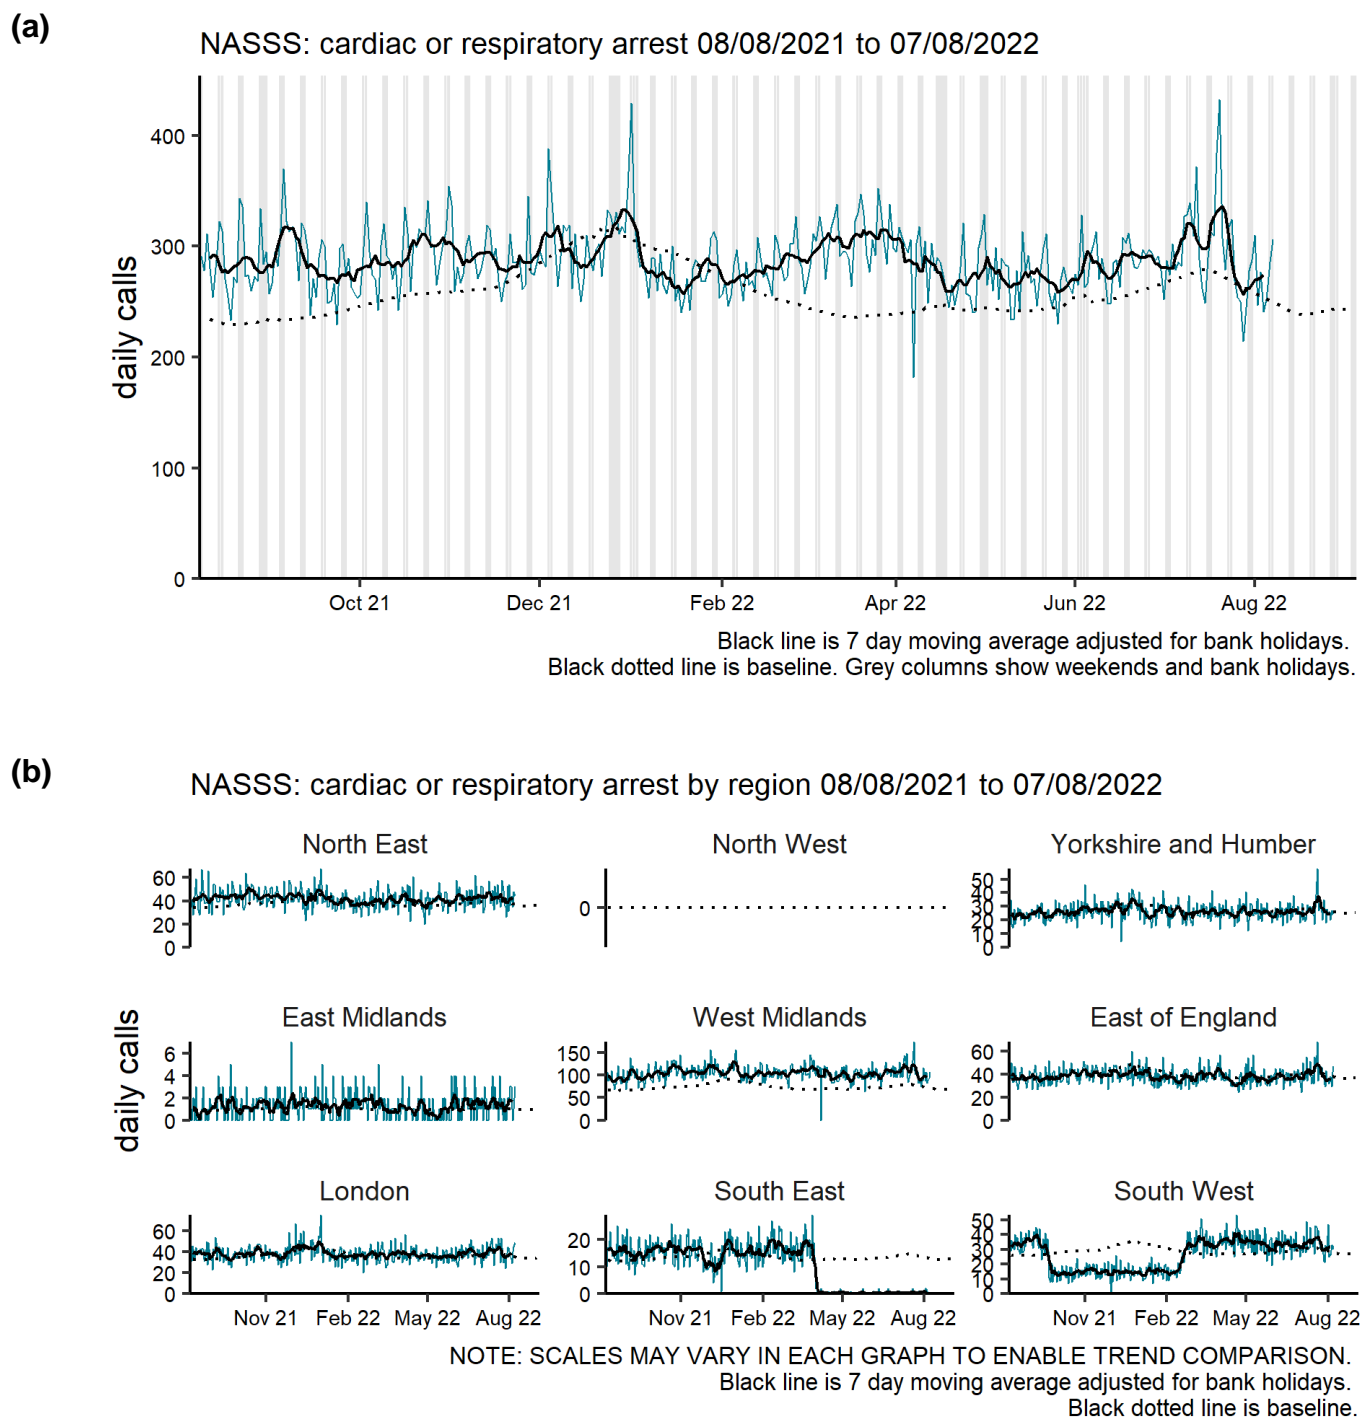 (a)
NASSS: cardiac or respiratory arrest 08/08/2021 to 07/08/2022
daily calls
400
300
200
100
0
Oct 21 Dec 21 Feb 22 Apr 22 Jun 22 Aug 22
Black line is 7 day moving average adjusted for bank holidays.
Black dotted line is baseline. Grey columns show weekends and bank holidays.
(b)
NASSS: cardiac or respiratory arrest by region 08/08/2021 to 07/08/2022
daily calls
North East
60
40
20
0
North West
0
Yorkshire and Humber
50
40
30
20
10
0
East Midlands
6
4
2
0
West Midlands
150
100
50
0
East of England
60
40
20
0
London
60
40
20
0
South East
20
10
0
South West
50
40
30
20
10
0
Nov 21 Feb 22 May 22 Aug 22
Nov 21 Feb 22 May 22 Aug 22
Nov 21 Feb 22 May 22 Aug 22
NOTE: SCALES MAY VARY IN EACH GRAPH TO ENABLE TREND COMPARISON.
Black line is 7 day moving average adjusted for bank holidays.
Black dotted line is baseline.